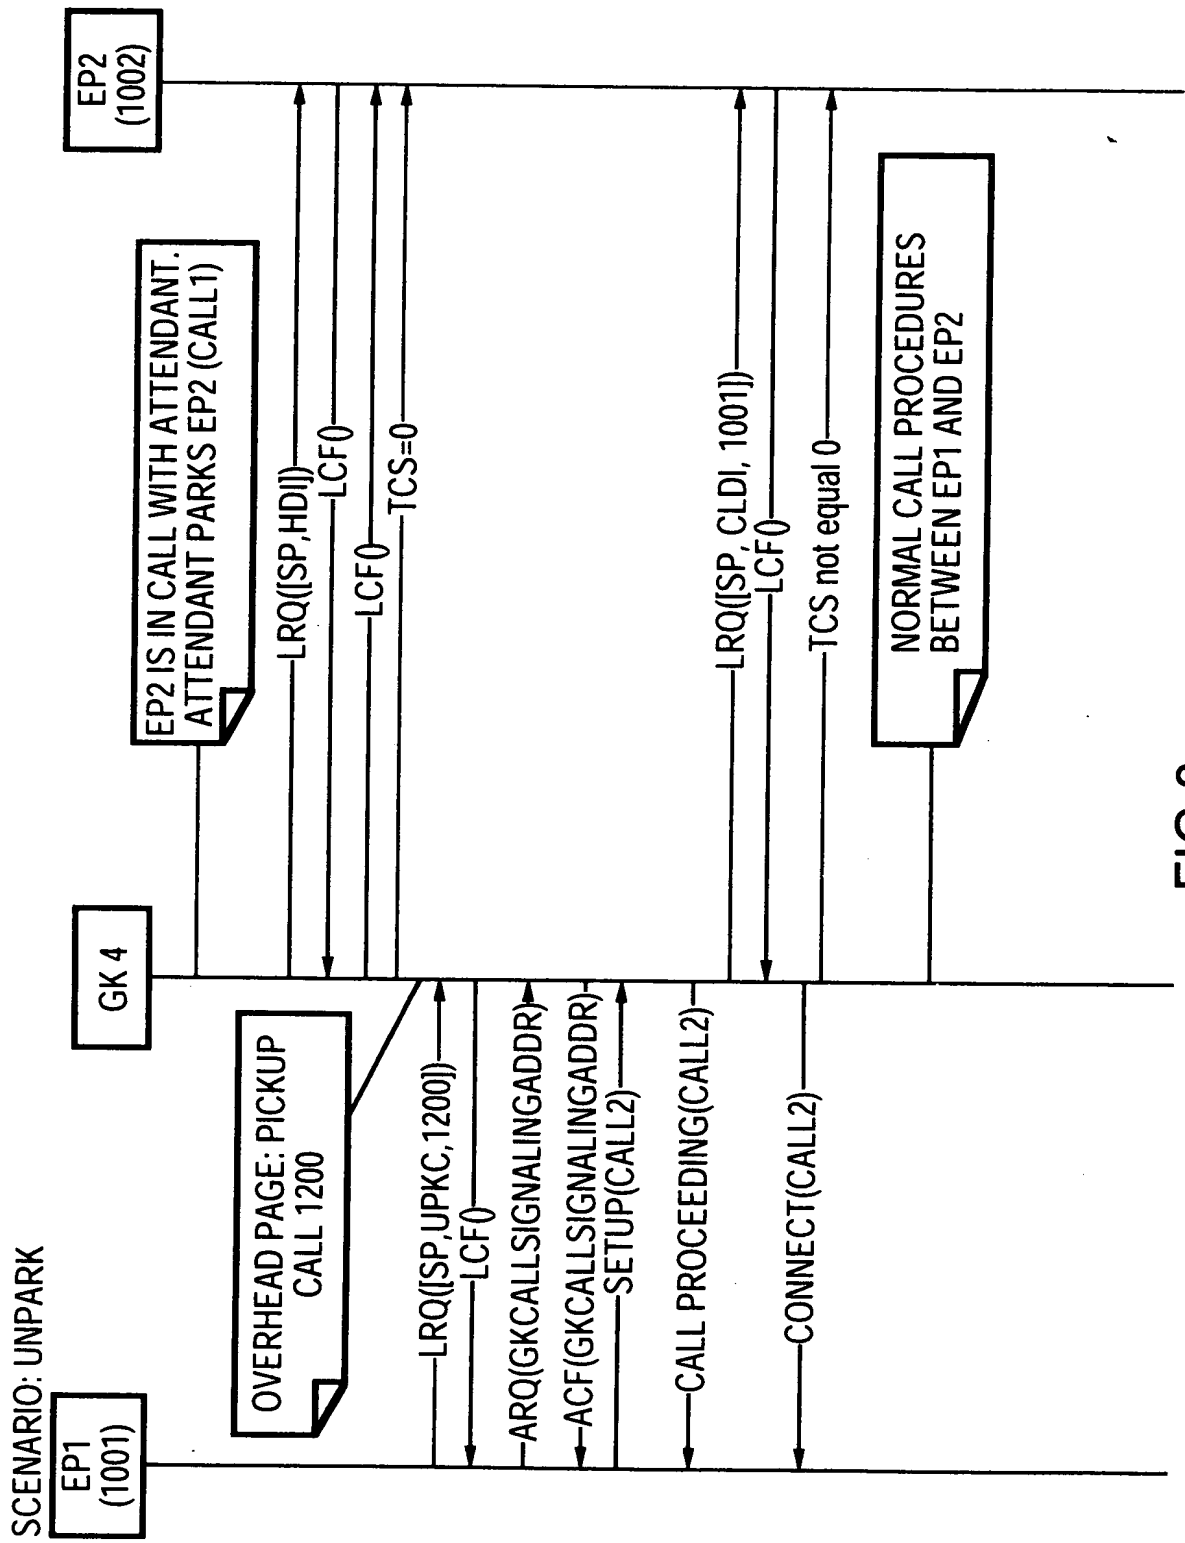 SCENARIO: UNPARK
EP1
(1001)
GK 4
EP2
(1002)
EP2 IS IN CALL WITH ATTENDANT.
ATTENDANT PARKS EP2 (CALL1)
LRQ([SP,HDI])
LCF()
LCF()
TCS=0
OVERHEAD PAGE: PICKUP
CALL 1200
LRQ([SP,UPKC,1200])
LCF()
ARQ(GKCALLSIGNALINGADDR)
ACF(GKCALLSIGNALINGADDR)
SETUP(CALL2)
CALL PROCEEDING(CALL2)
LRQ([SP, CLDI, 1001])
LCF()
CONNECT(CALL2)
TCS not equal 0
NORMAL CALL PROCEDURES
BETWEEN EP1 AND EP2